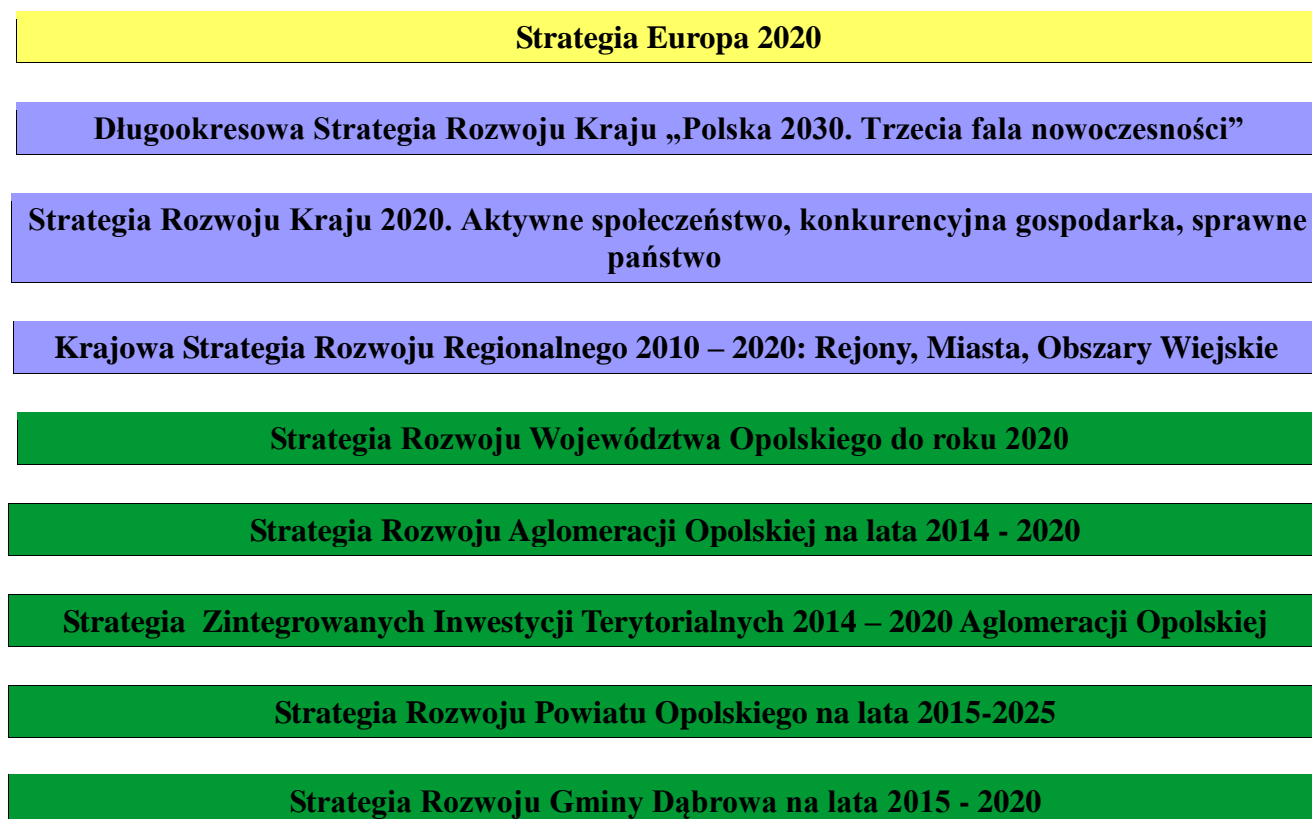 Strategia Europa 2020
Długookresowa Strategia Rozwoju Kraju „Polska 2030. Trzecia fala nowoczesności”
Strategia Rozwoju Kraju 2020. Aktywne społeczeństwo, konkurencyjna gospodarka, sprawne
państwo
Krajowa Strategia Rozwoju Regionalnego 2010 – 2020: Rejony, Miasta, Obszary Wiejskie
Strategia Rozwoju Województwa Opolskiego do roku 2020
Strategia Rozwoju Aglomeracji Opolskiej na lata 2014 - 2020
Strategia Zintegrowanych Inwestycji Terytorialnych 2014 – 2020 Aglomeracji Opolskiej
Strategia Rozwoju Powiatu Opolskiego na lata 2015-2025
Strategia Rozwoju Gminy Dąbrowa na lata 2015 - 2020